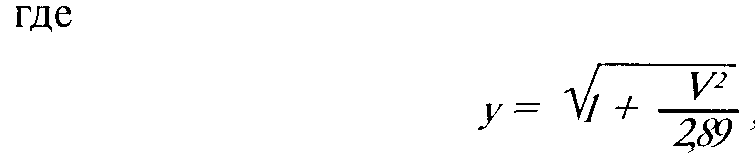 где
y = √1 + V² / 2,89 ,